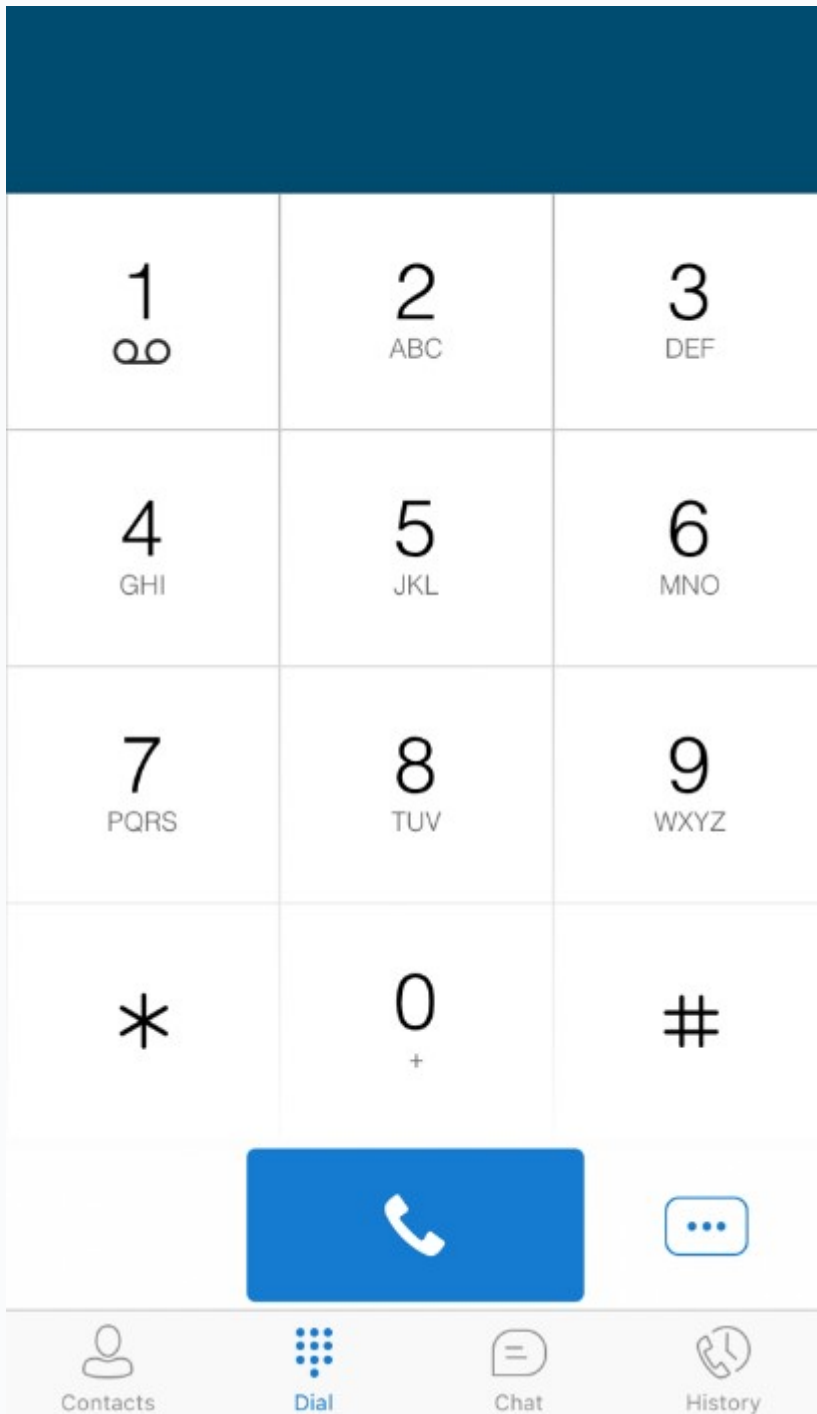 1 2 3
ABC DEF
4 5 6
GHI JKL MNO
7 8 9
PQRS TUV WXYZ
* 0 #
+
Contacts Dial Chat History